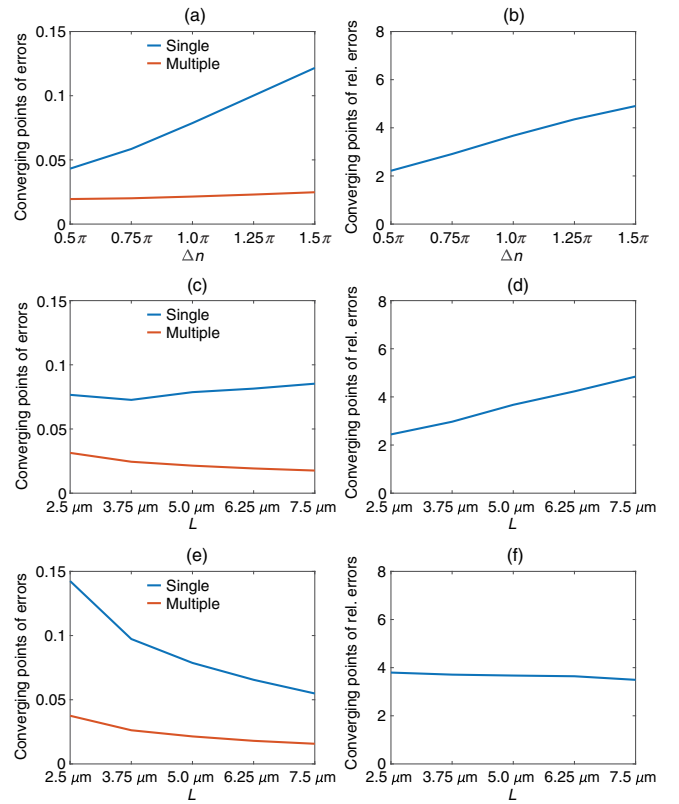 (a)
Converging points of errors
0.15
0.1
0.05
0
Single
Multiple
0.5π 0.75π 1.0π 1.25π 1.5π
Δn
(b)
Converging points of rel. errors
8
6
4
2
0
0.5π 0.75π 1.0π 1.25π 1.5π
Δn
(c)
Converging points of errors
0.15
0.1
0.05
0
Single
Multiple
2.5 μm 3.75 μm 5.0 μm 6.25 μm 7.5 μm
L
(d)
Converging points of rel. errors
8
6
4
2
0
2.5 μm 3.75 μm 5.0 μm 6.25 μm 7.5 μm
L
(e)
Converging points of errors
0.15
0.1
0.05
0
Single
Multiple
2.5 μm 3.75 μm 5.0 μm 6.25 μm 7.5 μm
L
(f)
Converging points of rel. errors
8
6
4
2
0
2.5 μm 3.75 μm 5.0 μm 6.25 μm 7.5 μm
L